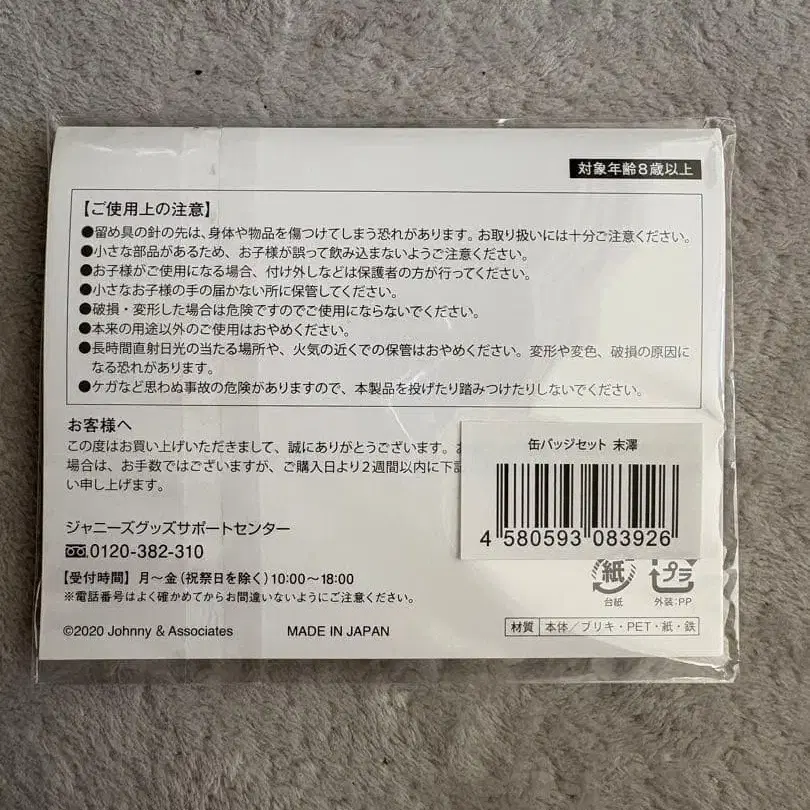 対象年齢8歳以上
【ご使用上の注意】
●留め具の針の先は、身体や物品を傷つけてしまう恐れがあります。お取り扱いには十分ご注意ください。
●小さな部品があるため、お子様が誤って飲み込まないようご注意ください。
●お子様がご使用になる場合、付け外しなどは保護者の方が行ってください。
●小さなお子様の手の届かない所に保管してください。
●破損・変形した場合は危険ですのでご使用にならないでください。
●本来の用途以外のご使用はおやめください。
●長時間直射日光の当たる場所や、火気の近くでの保管はおやめください。変形や変色、破損の原因に
なる恐れがあります。
●ケガなど思わぬ事故の危険がありますので、本製品を投げたり踏みつけたりしないでください。
お客様へ
この度はお買い上げいただきまして、誠にありがとうございます。
場合は、お手数ではございますが、ご購入日より2週間以内に下記
い申し上げます。
缶バッジセット 末澤
4 580593 083926
ジャニーズグッズサポートセンター
0120-382-310
【受付時間】月〜金(祝祭日を除く)10:00〜18:00
※電話番号はよく確かめてからお間違いないようにご注意ください。
紙
台紙
プラ
外装:PP
©2020 Johnny & Associates
MADE IN JAPAN
材質 本体/ブリキ・PET・紙・鉄